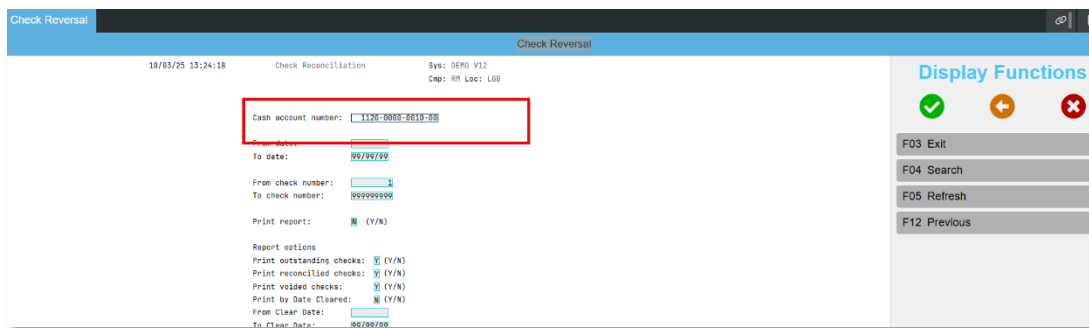 Check Reversal
Check Reversal
10/03/25 13:24:18 Check Reconciliation Sys: DEMO V12
Cmp: RM Loc: LGB
Display Functions
Cash account number: 1120-0000-0010-00
From date:
To date: 99/99/99
From check number: 1
To check number: 999999999
Print report: N (Y/N)
Report options
Print outstanding checks: Y (Y/N)
Print reconcilied checks: Y (Y/N)
Print voided checks: Y (Y/N)
Print by Date Cleared: N (Y/N)
From Clear Date:
To Clear Date: 99/99/99
F03 Exit
F04 Search
F05 Refresh
F12 Previous